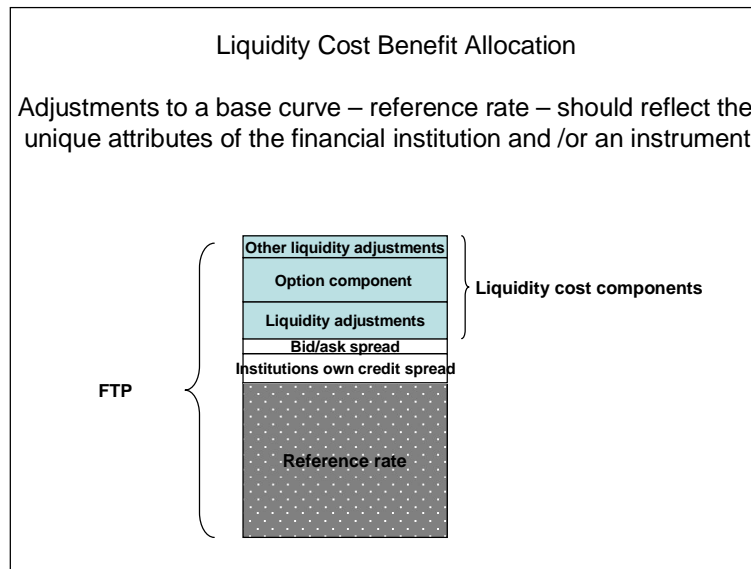 Liquidity Cost Benefit Allocation
Adjustments to a base curve – reference rate – should reflect the
unique attributes of the financial institution and /or an instrument
Other liquidity adjustments
Option component
Liquidity cost components
Liquidity adjustments
Bid/ask spread
Institutions own credit spread
FTP
Reference rate